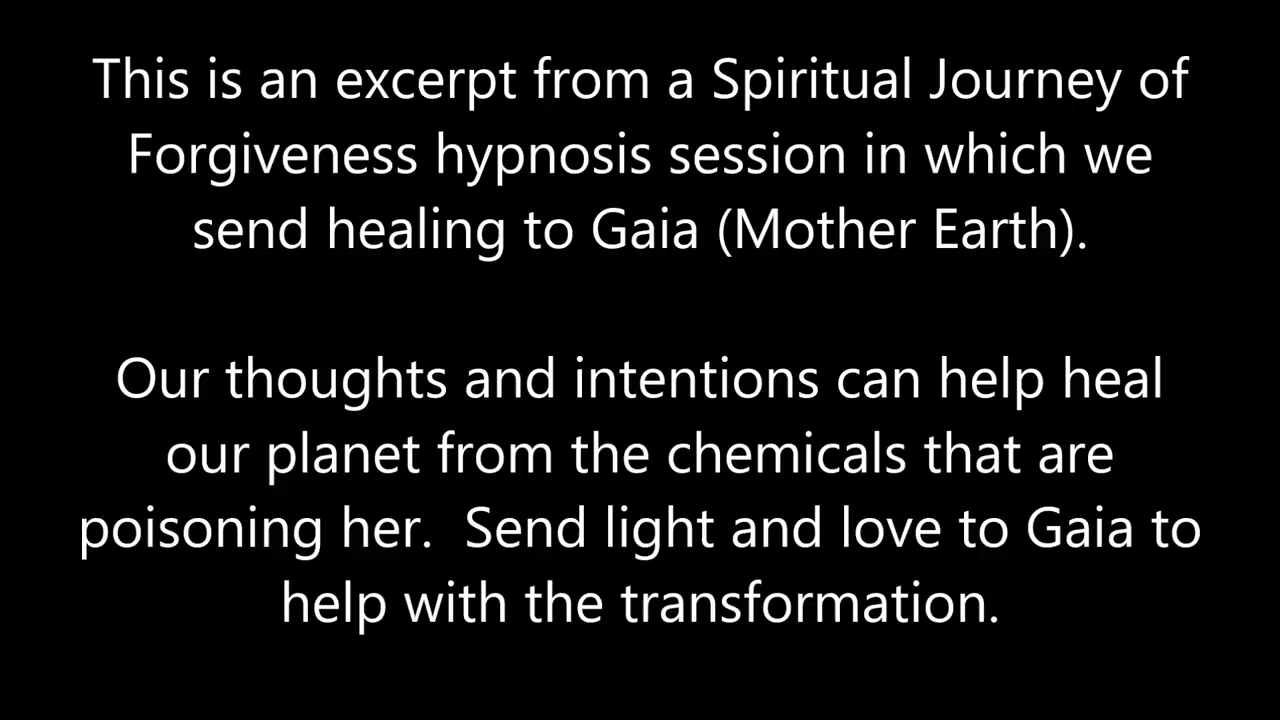 This is an excerpt from a Spiritual Journey of
Forgiveness hypnosis session in which we
send healing to Gaia (Mother Earth).
Our thoughts and intentions can help heal
our planet from the chemicals that are
poisoning her.  Send light and love to Gaia to
help with the transformation.